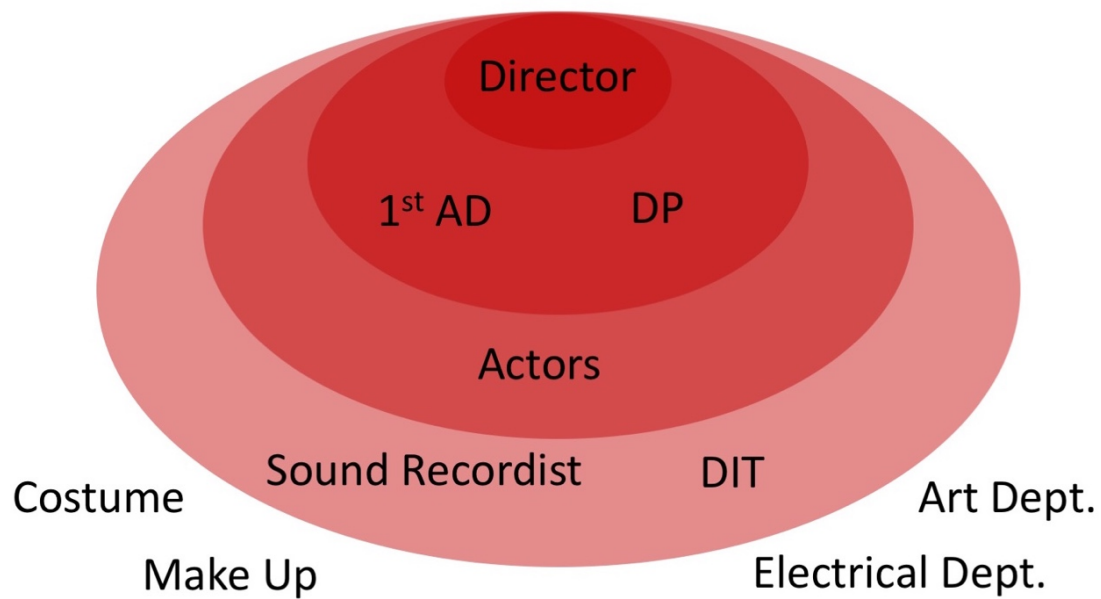 Director
1st AD
DP
Actors
Sound Recordist
DIT
Costume
Art Dept.
Make Up
Electrical Dept.